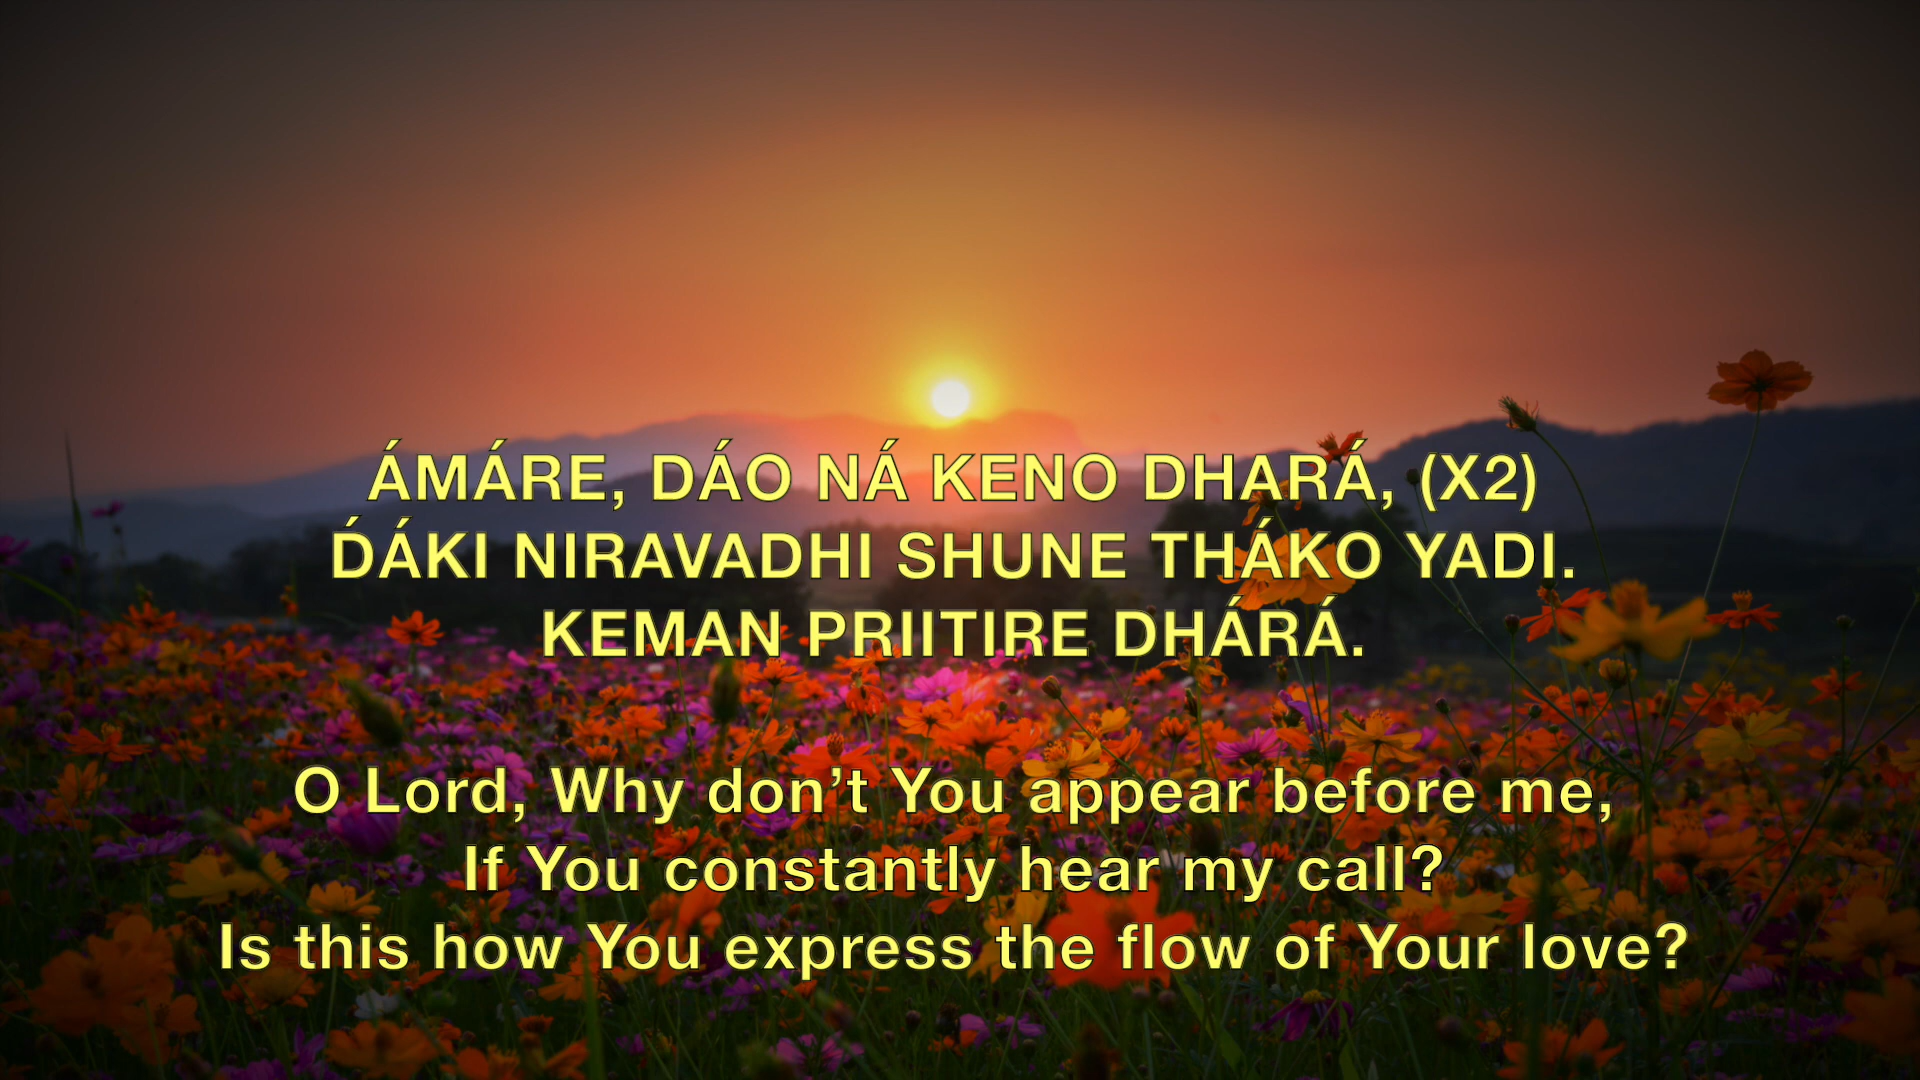 ÁMÁRE, DÁO NÁ KENO DHARÁ, (X2)
D́ÁKI NIRAVADHI SHUNE THÁKO YADI.
KEMAN PRIITIRE DHÁRÁ.
O Lord, Why don’t You appear before me,
If You constantly hear my call?
Is this how You express the flow of Your love?